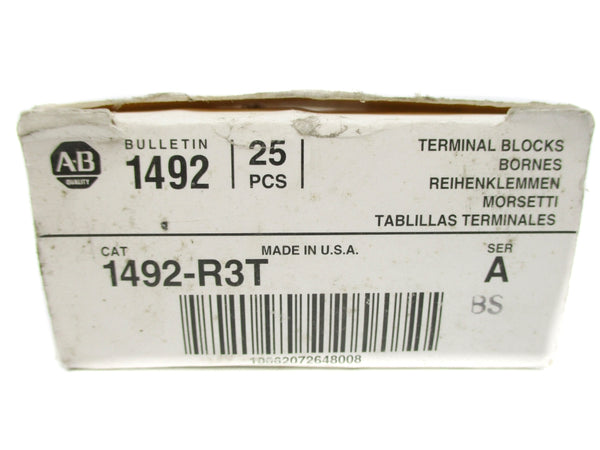 A-B
QUALITY
BULLETIN
1492
25
PCS
TERMINAL BLOCKS
BORNES
REIHENKLEMMEN
MORSETTI
TABLILLAS TERMINALES
CAT
1492-R3T
MADE IN U.S.A.
SER
A
BS
10662072648008